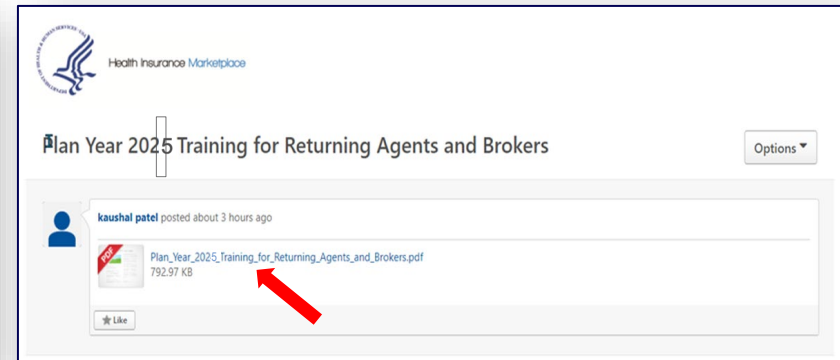 Health Insurance Marketplace
Plan Year 2025 Training for Returning Agents and Brokers
Options
kaushal patel posted about 3 hours ago
PDF
Plan_Year_2025_Training_for_Returning_Agents_and_Brokers.pdf
792.97 KB
Like